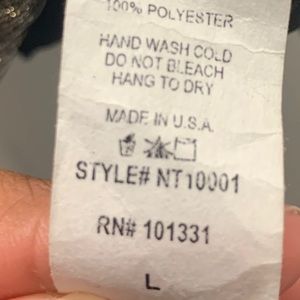 100% POLYESTER
HAND WASH COLD
DO NOT BLEACH
HANG TO DRY
MADE IN U.S.A.
STYLE# NT10001
RN# 101331
L